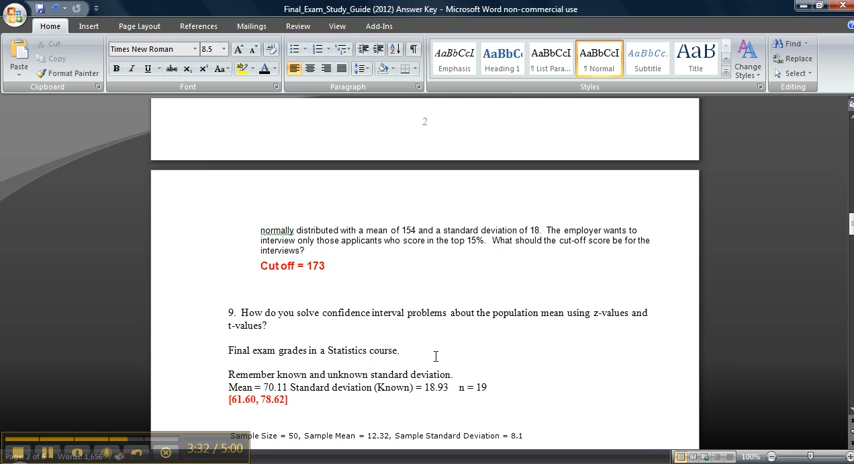 Final_Exam_Study_Guide (2012) Answer Key - Microsoft Word non-commercial use
Home Insert Page Layout References Mailings Review View Add-Ins
Paste
Cut
Copy
Format Painter
Clipboard
Times New Roman 8.5
Font
Paragraph
AaBbCcI AaBbC AaBbCcI AaBbCcI AaBbCc. AaB
Emphasis Heading 1 ¶ List Para... ¶ Normal Subtitle Title
Change Styles
Styles
Find
Replace
Select
Editing
2
normally distributed with a mean of 154 and a standard deviation of 18. The employer wants to
interview only those applicants who score in the top 15%. What should the cut-off score be for the
interviews?
Cut off = 173
9. How do you solve confidence interval problems about the population mean using z-values and
t-values?
Final exam grades in a Statistics course.
Remember known and unknown standard deviation.
Mean = 70.11 Standard deviation (Known) = 18.93 n = 19
[61.60, 78.62]
Sample Size = 50, Sample Mean = 12.32, Sample Standard Deviation = 8.1
3:32 / 5:00
Words: 1,656
100%